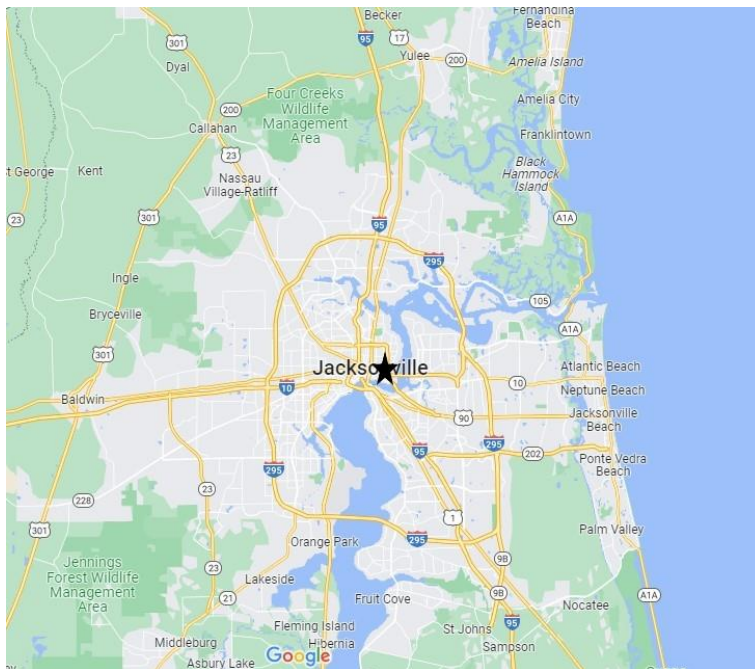 Becker
Fernandina
Beach
95
17
301
Yulee
200
Dyal
Amelia Island
Four Creeks
Wildlife
Management
Area
Amelia City
200
Callahan
Franklintown
23
t George
Kent
Nassau
Village-Ratliff
Black
Hammock
Island
23
301
95
A1A
295
Ingle
105
Bryceville
A1A
301
Jacksonville
Atlantic Beach
10
10
Neptune Beach
Baldwin
90
Jacksonville
Beach
295
95
295
202
Ponte Vedra
Beach
23
228
1
301
Orange Park
295
Palm Valley
9B
Jennings
Forest Wildlife
Management
Area
23
Lakeside
21
9B
A1A
Fruit Cove
Nocatee
Fleming Island
95
St Johns
Middleburg
Hibernia
Sampson
Google
Asbury Lake